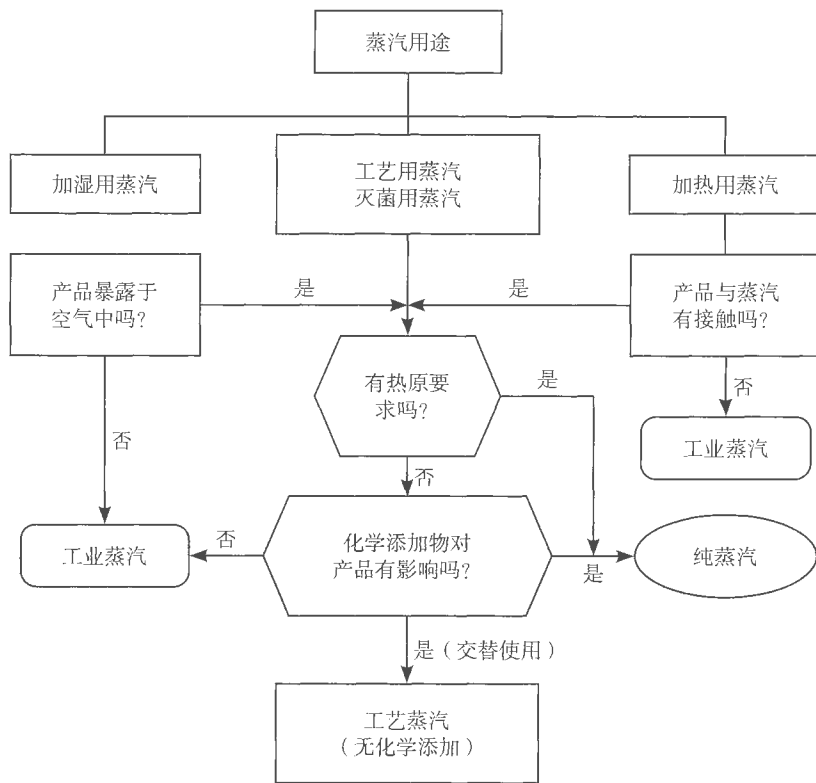 蒸汽用途
加湿用蒸汽
工艺用蒸汽
灭菌用蒸汽
加热用蒸汽
产品暴露于
空气中吗?
是
是
产品与蒸汽
有接触吗?
有热原要
求吗?
是
否
工业蒸汽
否
否
工业蒸汽
否
化学添加物对
产品有影响吗?
是
纯蒸汽
是（交替使用）
工艺蒸汽
（无化学添加）